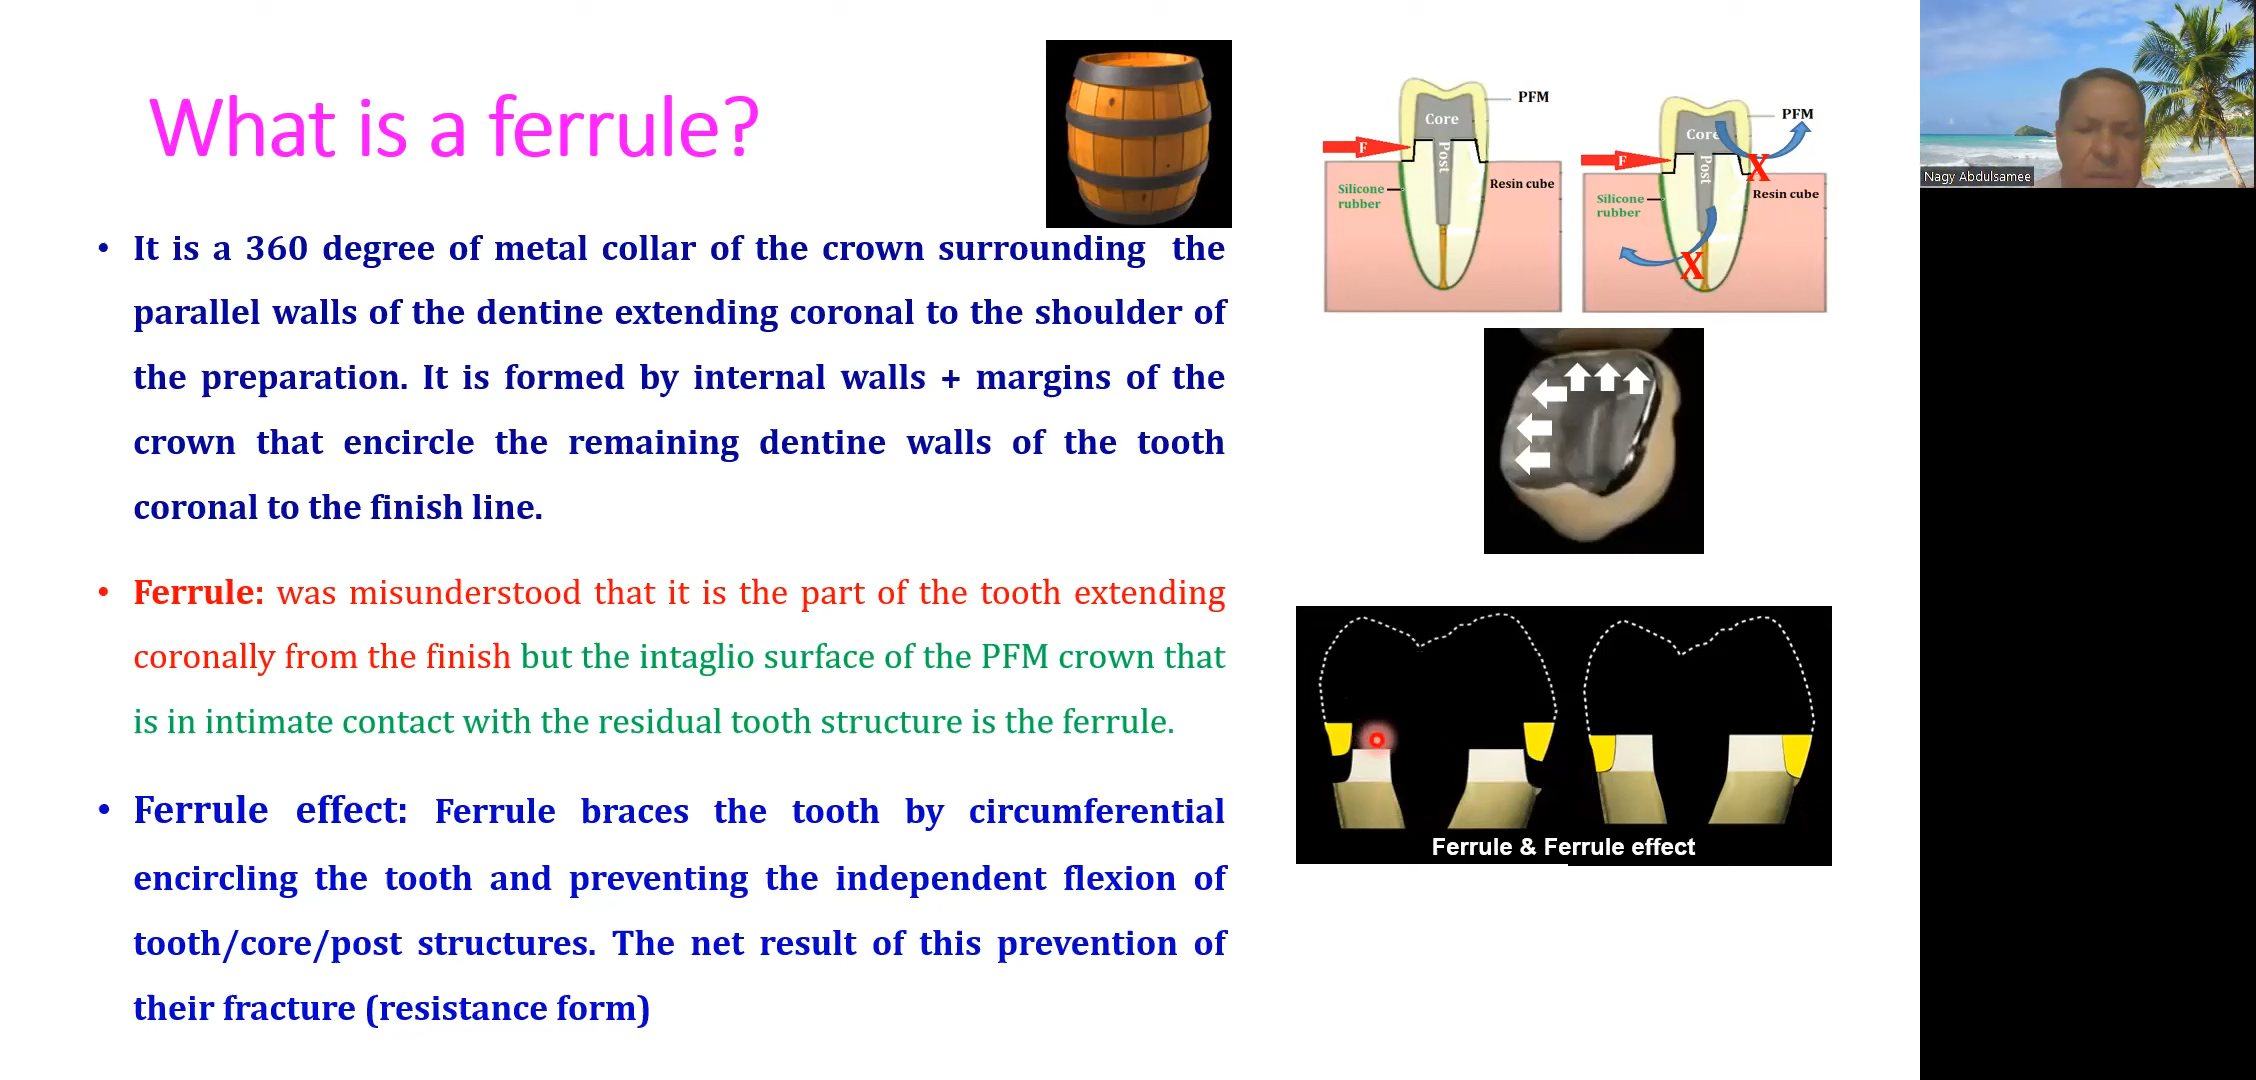 What is a ferrule?
• It is a 360 degree of metal collar of the crown surrounding the
parallel walls of the dentine extending coronal to the shoulder of
the preparation. It is formed by internal walls + margins of the
crown that encircle the remaining dentine walls of the tooth
coronal to the finish line.
• Ferrule: was misunderstood that it is the part of the tooth extending
coronally from the finish but the intaglio surface of the PFM crown that
is in intimate contact with the residual tooth structure is the ferrule.
• Ferrule effect: Ferrule braces the tooth by circumferential
encircling the tooth and preventing the independent flexion of
tooth/core/post structures. The net result of this prevention of
their fracture (resistance form)
PFM
Core
F
Post
Silicone
rubber
Resin cube
PFM
Core
X
F
Post
Silicone
rubber
Resin cube
X
Ferrule & Ferrule effect
Nagy Abdulsamee